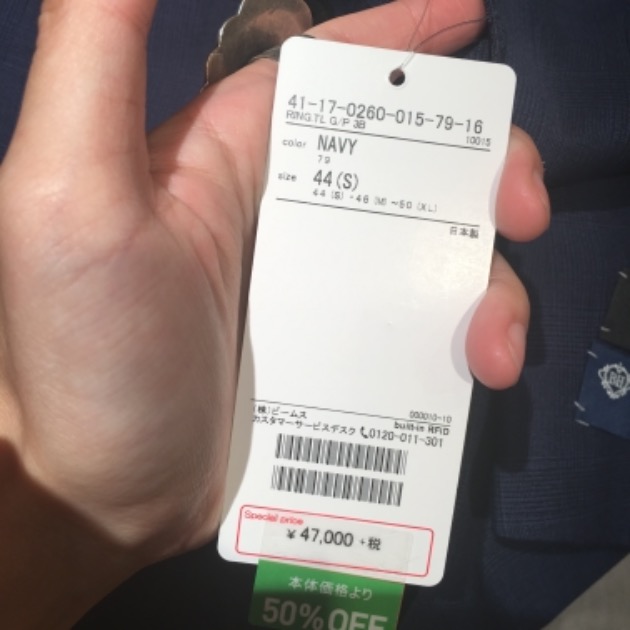 41-17-0260-015-79-16
RING.TL G/P 3B 10015
color NAVY
79
size 44(S)
44(S)・46(M)～50(XL)
日本製
(株)ビームス 000010-10
カスタマーサービスデスク 0120-011-301
built-in RFID
Special price
￥47,000 +税
本体価格より
50%OFF